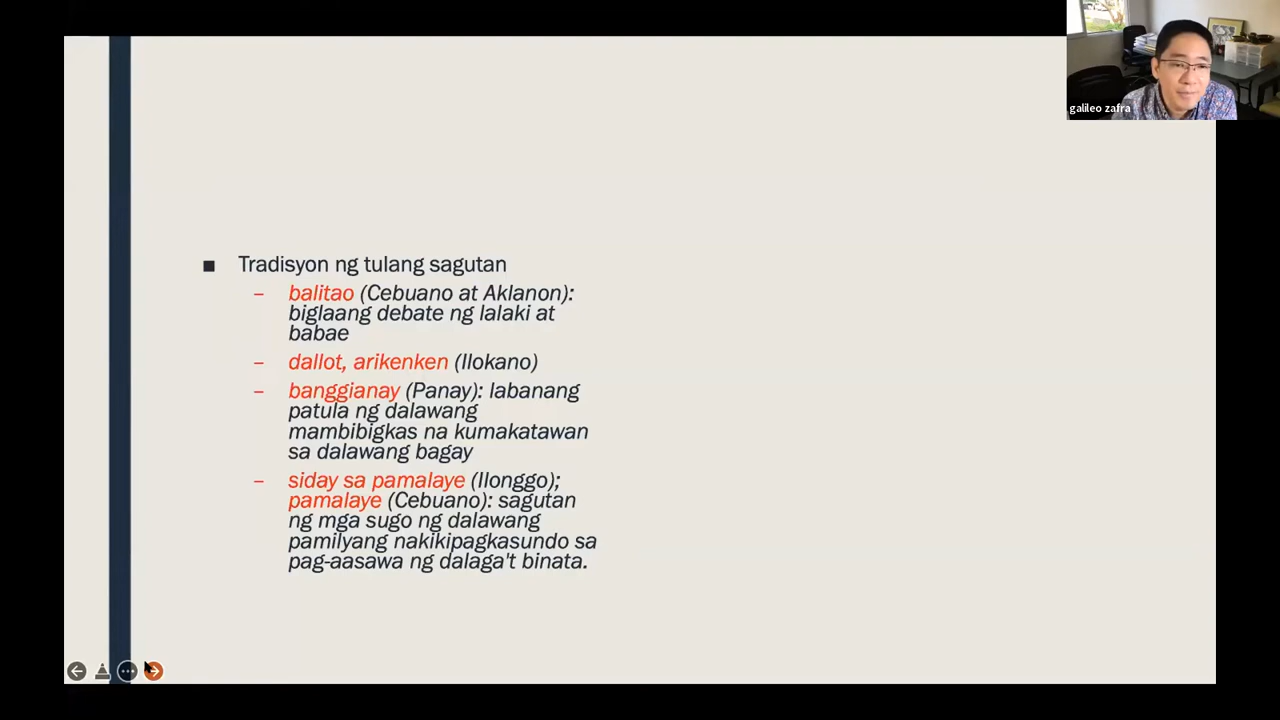 galileo zafra
■ Tradisyon ng tulang sagutan
– balitao (Cebuano at Aklanon):
biglaang debate ng lalaki at
babae
– dallot, arikenken (Ilokano)
– banggianay (Panay): labanang
patula ng dalawang
mambibigkas na kumakatawan
sa dalawang bagay
– siday sa pamalaye (Ilonggo);
pamalaye (Cebuano): sagutan
ng mga sugo ng dalawang
pamilyang nakikipagkasundo sa
pag-aasawa ng dalaga't binata.